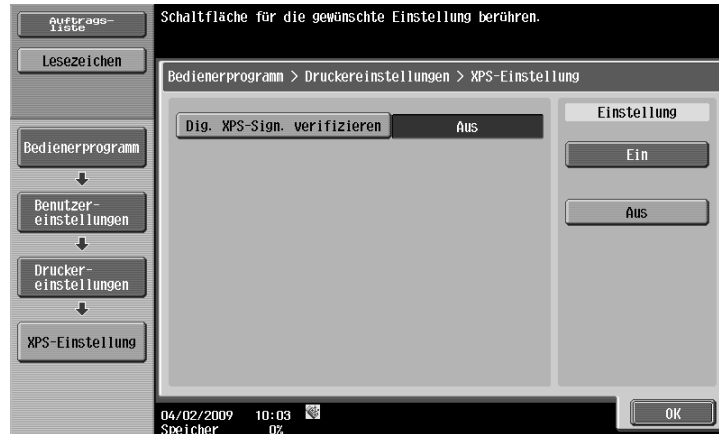 Auftrags-
liste
Schaltfläche für die gewünschte Einstellung berühren.
Lesezeichen
Bedienerprogramm > Druckereinstellungen > XPS-Einstellung
Dig. XPS-Sign. verifizieren
Aus
Einstellung
Ein
Aus
Bedienerprogramm
Benutzer-
einstellungen
Drucker-
einstellungen
XPS-Einstellung
04/02/2009 10:03
Speicher 0%
OK